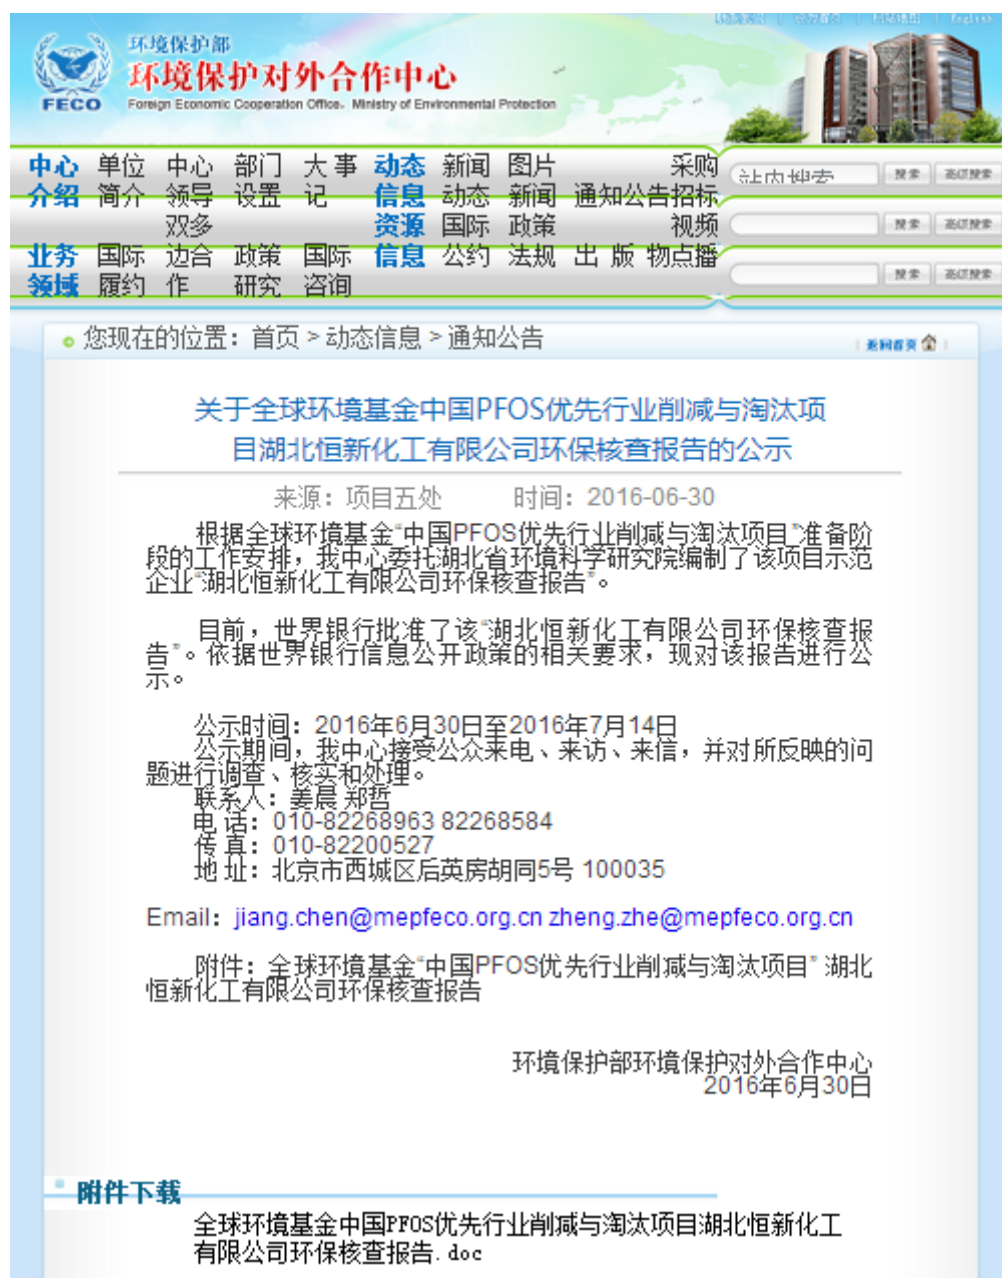 English
环境保护部
环境保护对外合作中心
FECO
Foreign Economic Cooperation Office, Ministry of Environmental Protection
中心 单位 中心 部门 大 事 动态 新闻 图片 采购
介绍 简介 领导 设置 记 信息 动态 新闻 通知公告招标
双多 资源 国际 政策 视频
业务 国际 边合 政策 国际 信息 公约 法规 出 版 物点播
领域 履约 作 研究 咨询
站内搜索 搜索 高级搜索
搜索 高级搜索
搜索 高级搜索
您现在的位置：首页 > 动态信息 > 通知公告
返回首页
关于全球环境基金中国PFOS优先行业削减与淘汰项
目湖北恒新化工有限公司环保核查报告的公示
来源：项目五处 时间：2016-06-30
根据全球环境基金“中国PFOS优先行业削减与淘汰项目”准备阶
段的工作安排，我中心委托湖北省环境科学研究院编制了该项目示范
企业“湖北恒新化工有限公司环保核查报告”。
目前，世界银行批准了该“湖北恒新化工有限公司环保核查报
告”。依据世界银行信息公开政策的相关要求，现对该报告进行公
示。
公示时间：2016年6月30日至2016年7月14日
公示期间，我中心接受公众来电、来访、来信，并对所反映的问
题进行调查、核实和处理。
联系人：姜晨 郑哲
电 话：010-82268963 82268584
传 真：010-82200527
地 址：北京市西城区后英房胡同5号 100035
Email：jiang.chen@mepfeco.org.cn zheng.zhe@mepfeco.org.cn
附件：全球环境基金“中国PFOS优先行业削减与淘汰项目” 湖北
恒新化工有限公司环保核查报告
环境保护部环境保护对外合作中心
2016年6月30日
附件下载
全球环境基金中国PFOS优先行业削减与淘汰项目湖北恒新化工
有限公司环保核查报告.doc